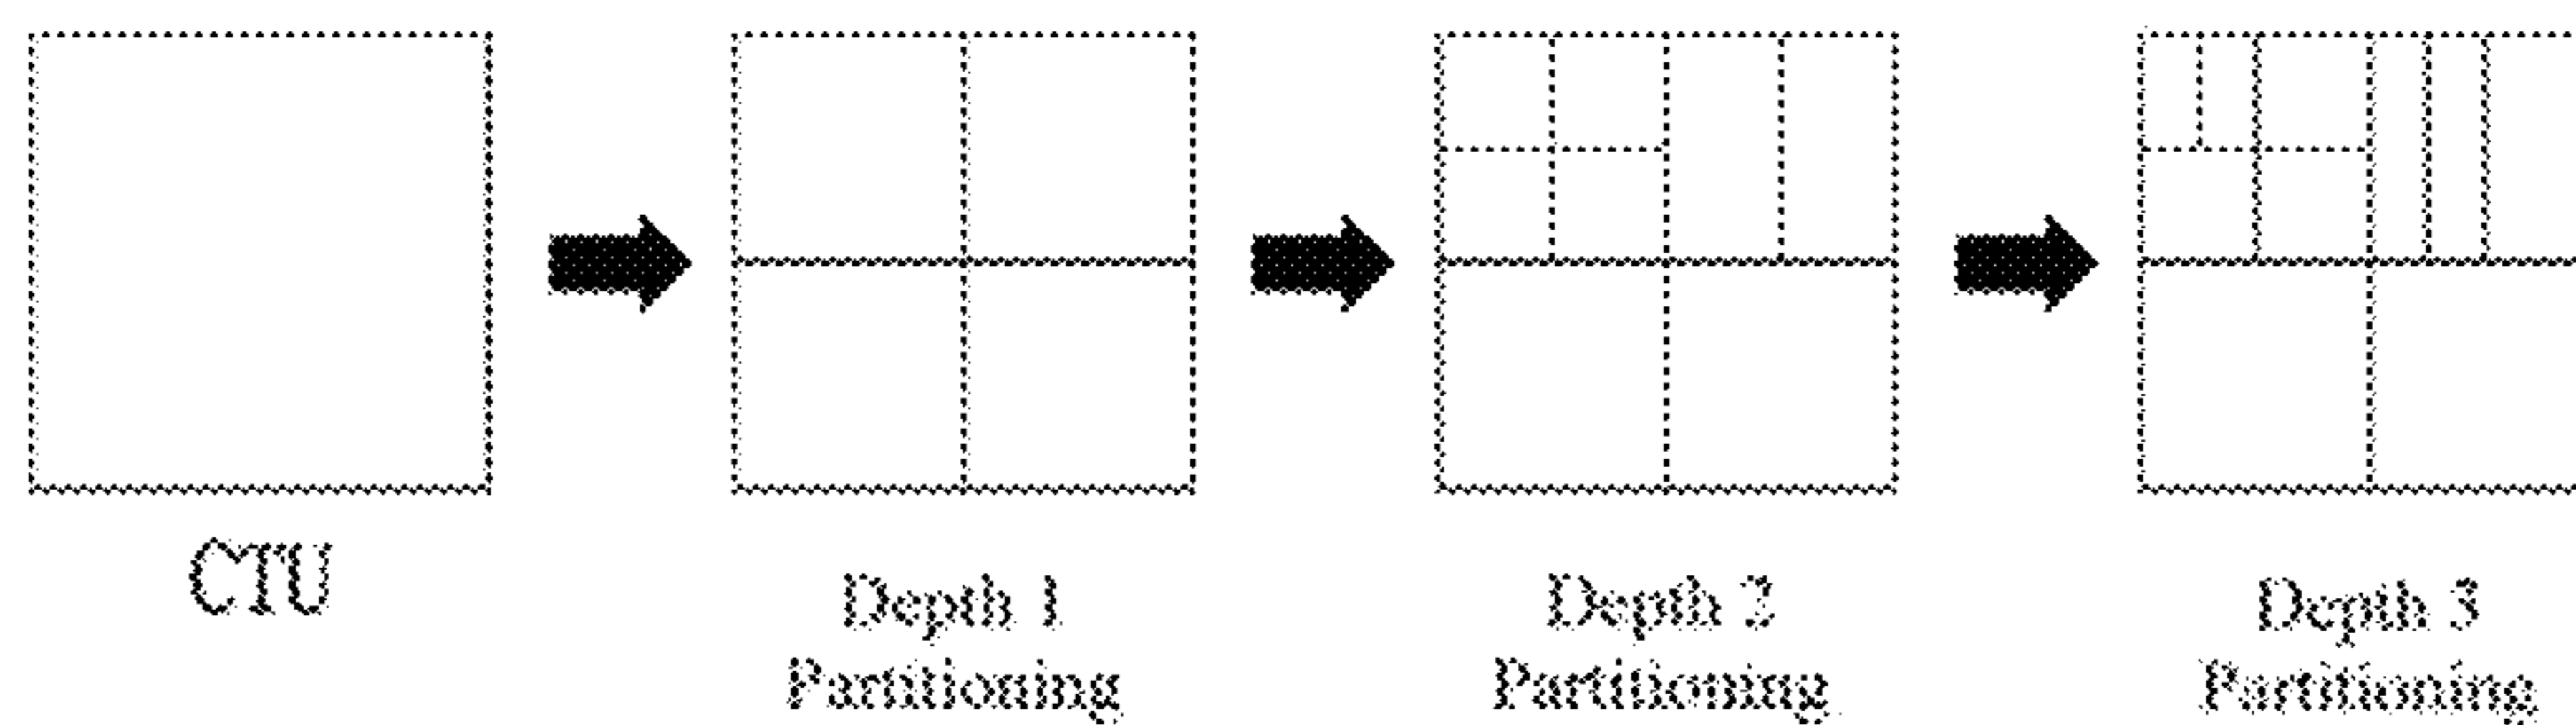 CTU
Depth 1
Partitioning
Depth 2
Partitioning
Depth 3
Partitioning